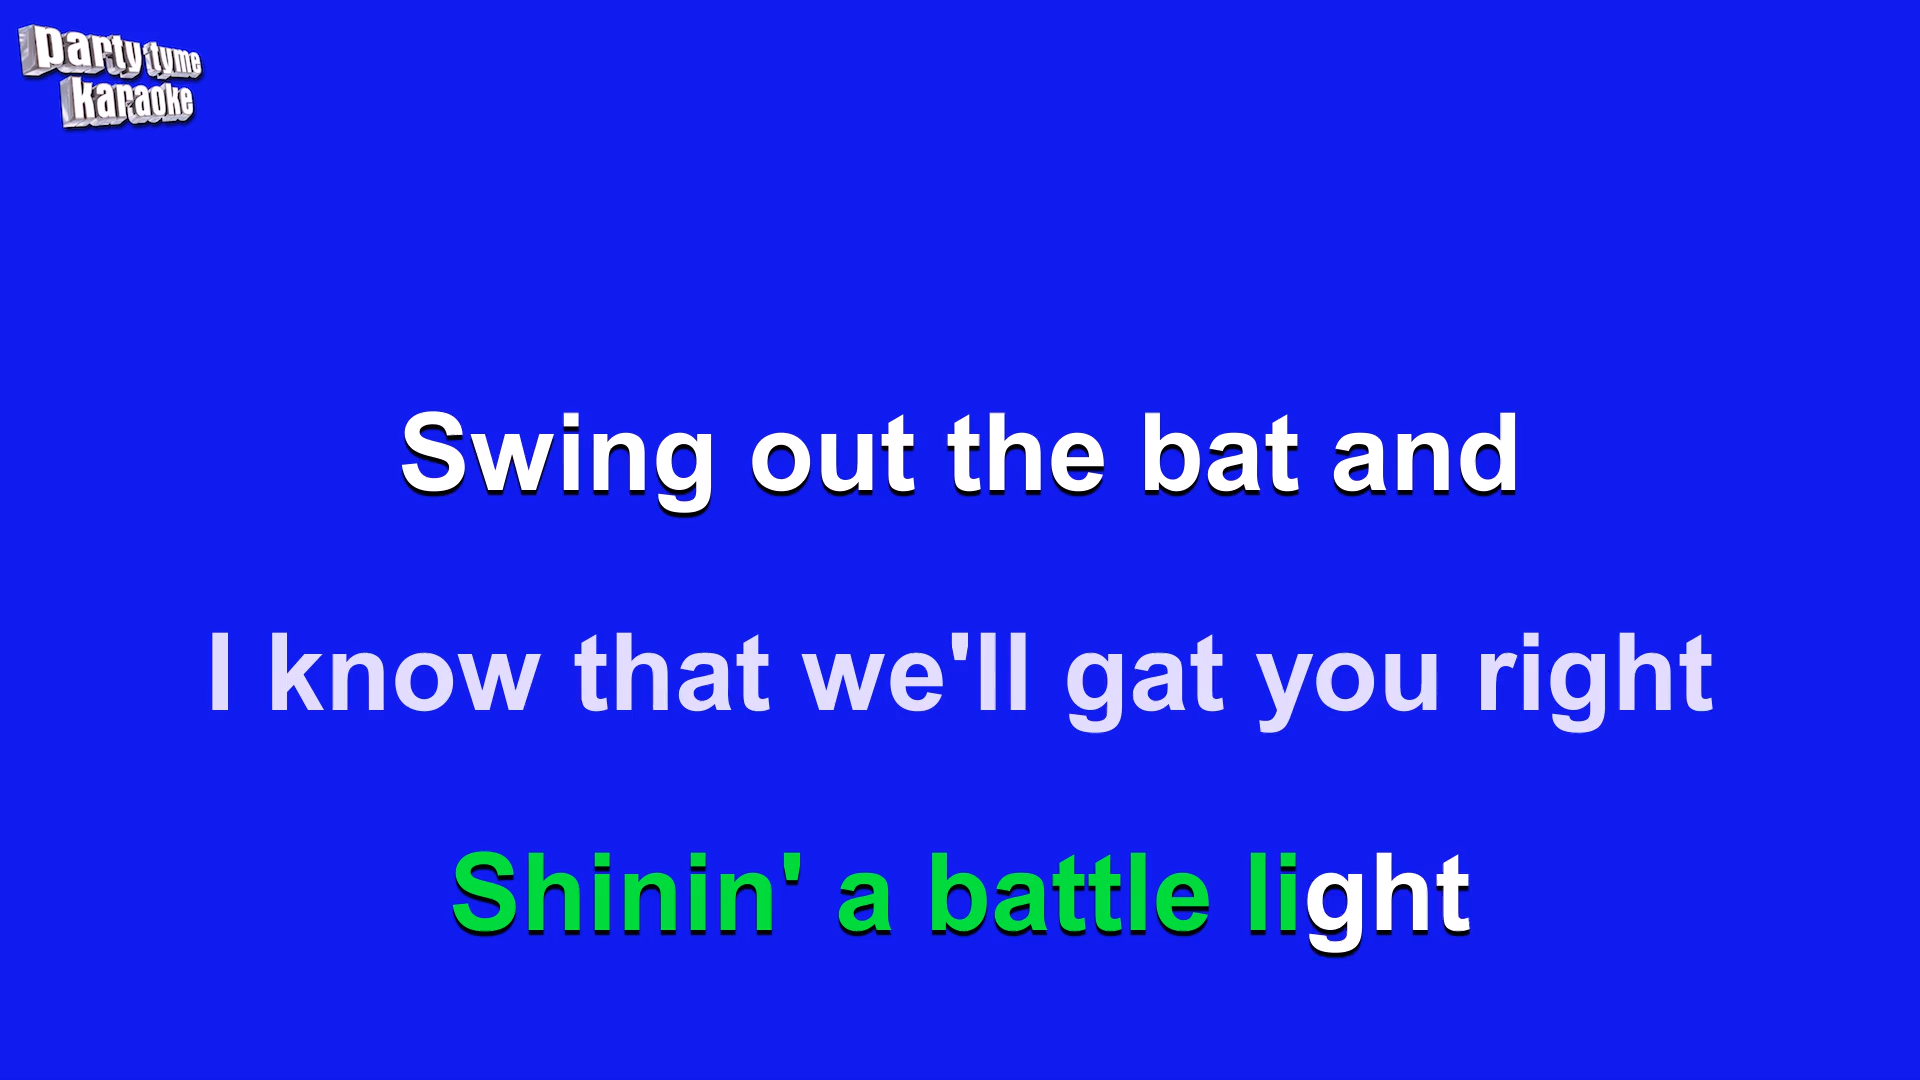 party tyme
karaoke
Swing out the bat and
I know that we'll gat you right
Shinin' a battle light